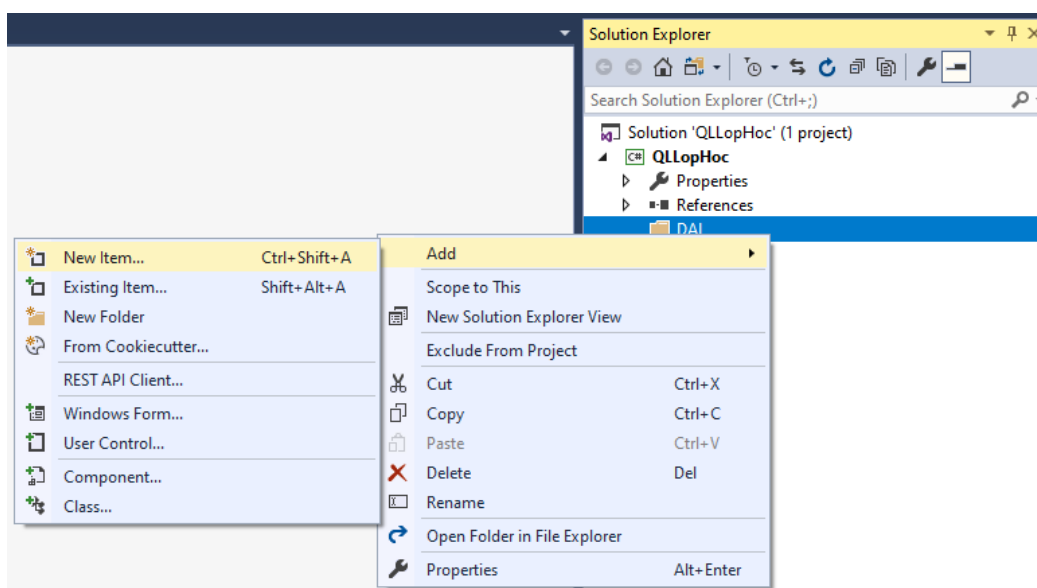 Solution Explorer
Search Solution Explorer (Ctrl+;)
Solution 'QLLopHoc' (1 project)
C# QLLopHoc
Properties
References
DAL
Add
Scope to This
New Solution Explorer View
Exclude From Project
Cut Ctrl+X
Copy Ctrl+C
Paste Ctrl+V
Delete Del
Rename
Open Folder in File Explorer
Properties Alt+Enter
New Item... Ctrl+Shift+A
Existing Item... Shift+Alt+A
New Folder
From Cookiecutter...
REST API Client...
Windows Form...
User Control...
Component...
Class...